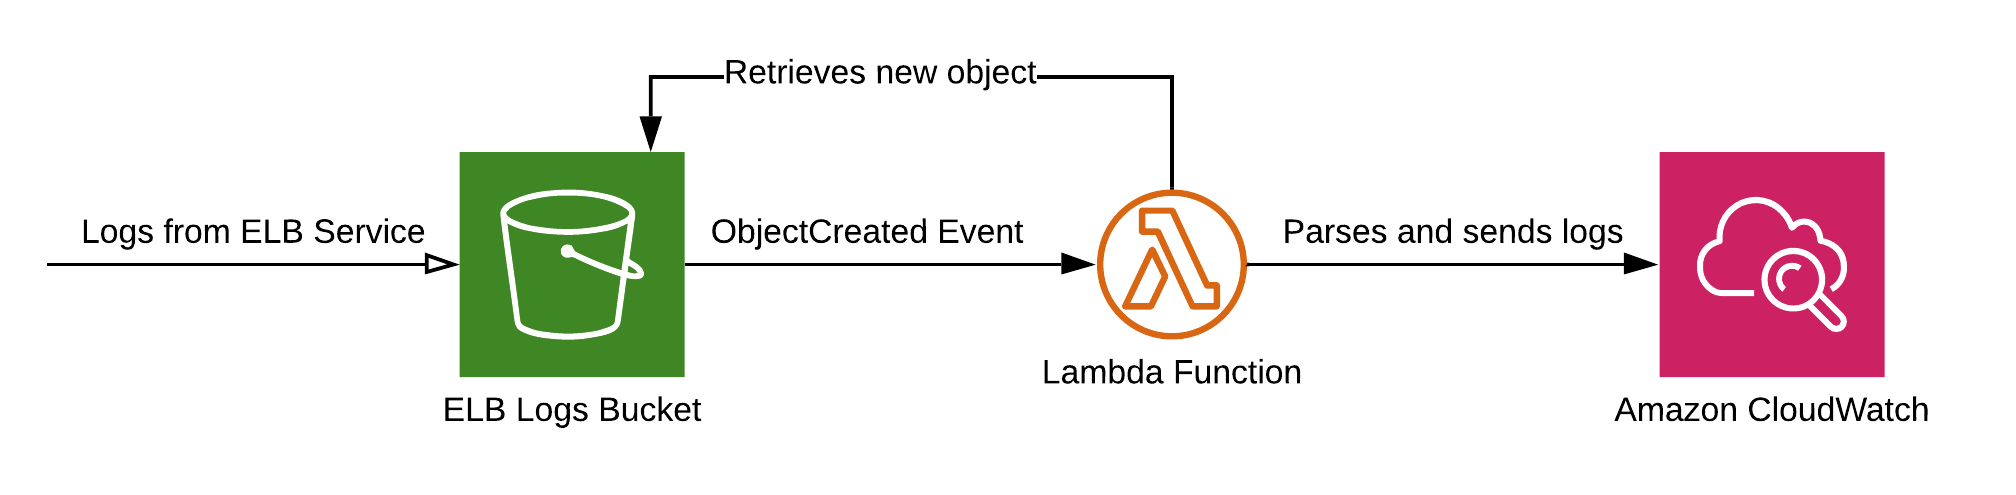 Retrieves new object
Logs from ELB Service
ObjectCreated Event
Parses and sends logs
Lambda Function
ELB Logs Bucket
Amazon CloudWatch